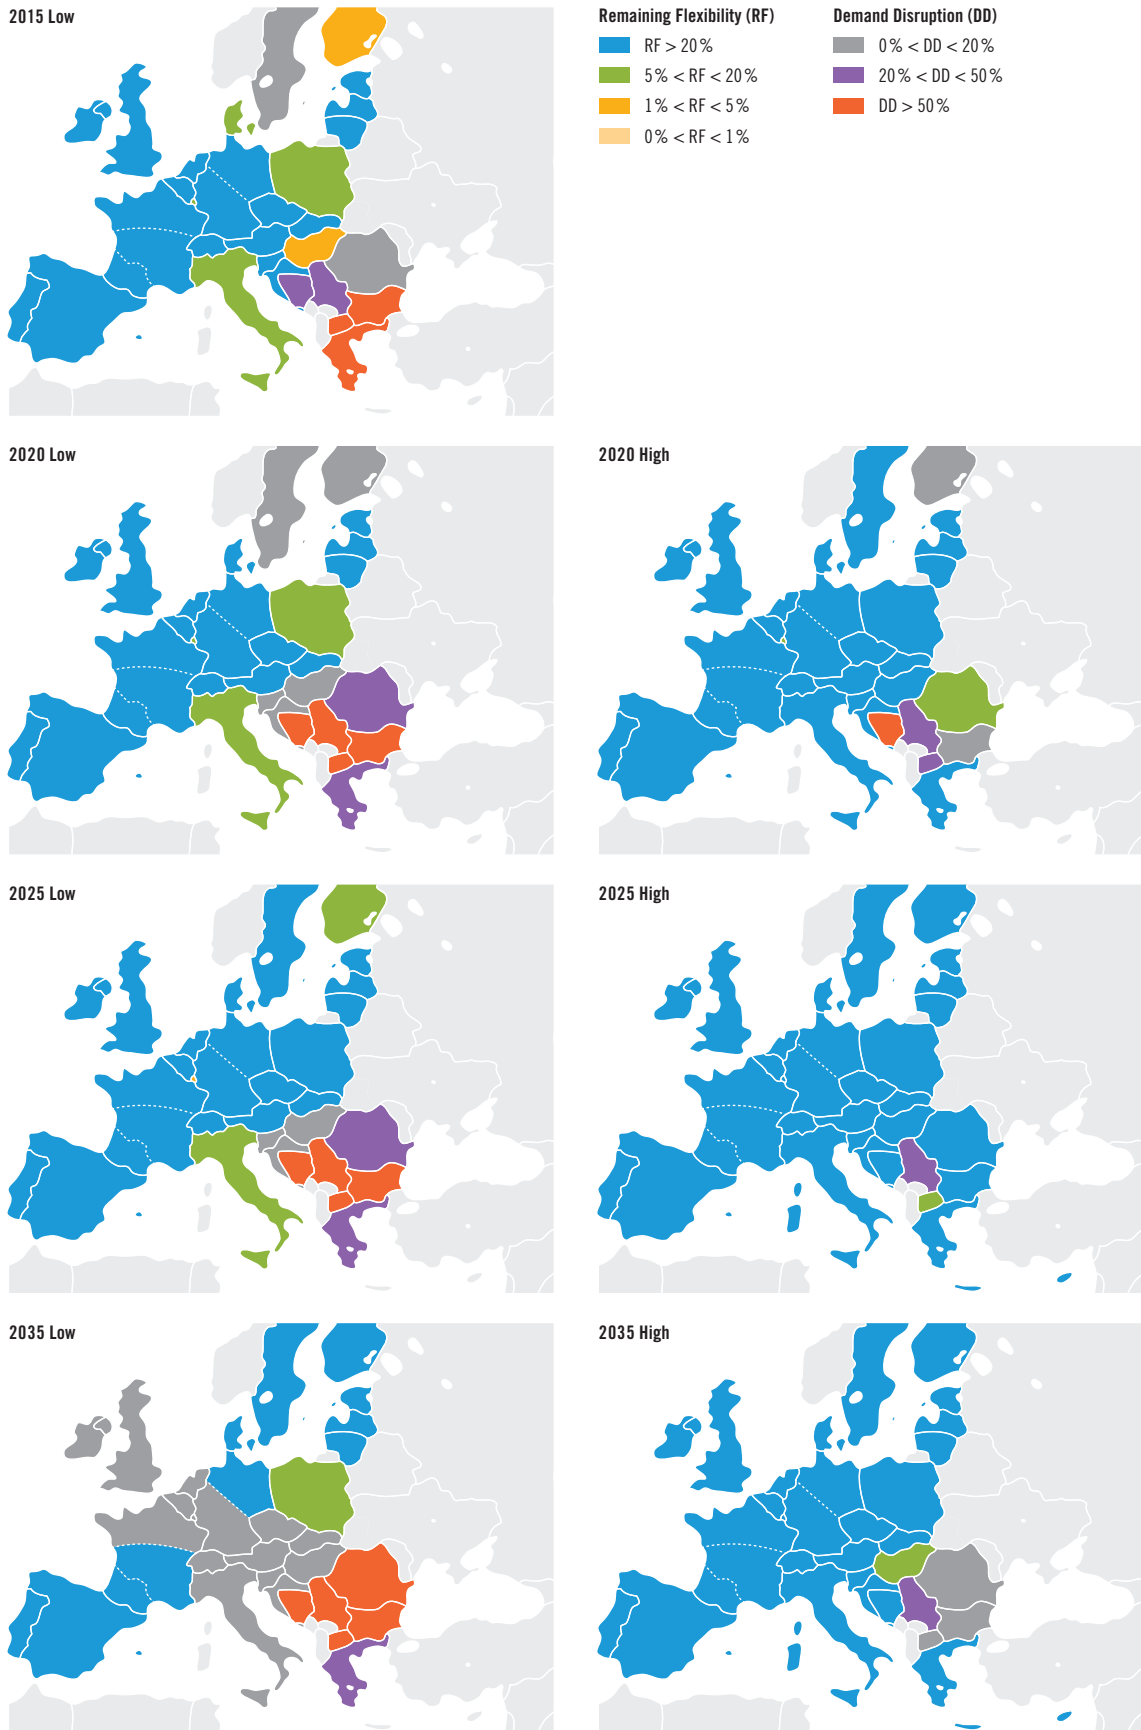 2015 Low
Remaining Flexibility (RF)
RF > 20 %
5 % < RF < 20 %
1 % < RF < 5 %
0 % < RF < 1 %
Demand Disruption (DD)
0 % < DD < 20 %
20 % < DD < 50 %
DD > 50 %
2020 Low
2020 High
2025 Low
2025 High
2035 Low
2035 High